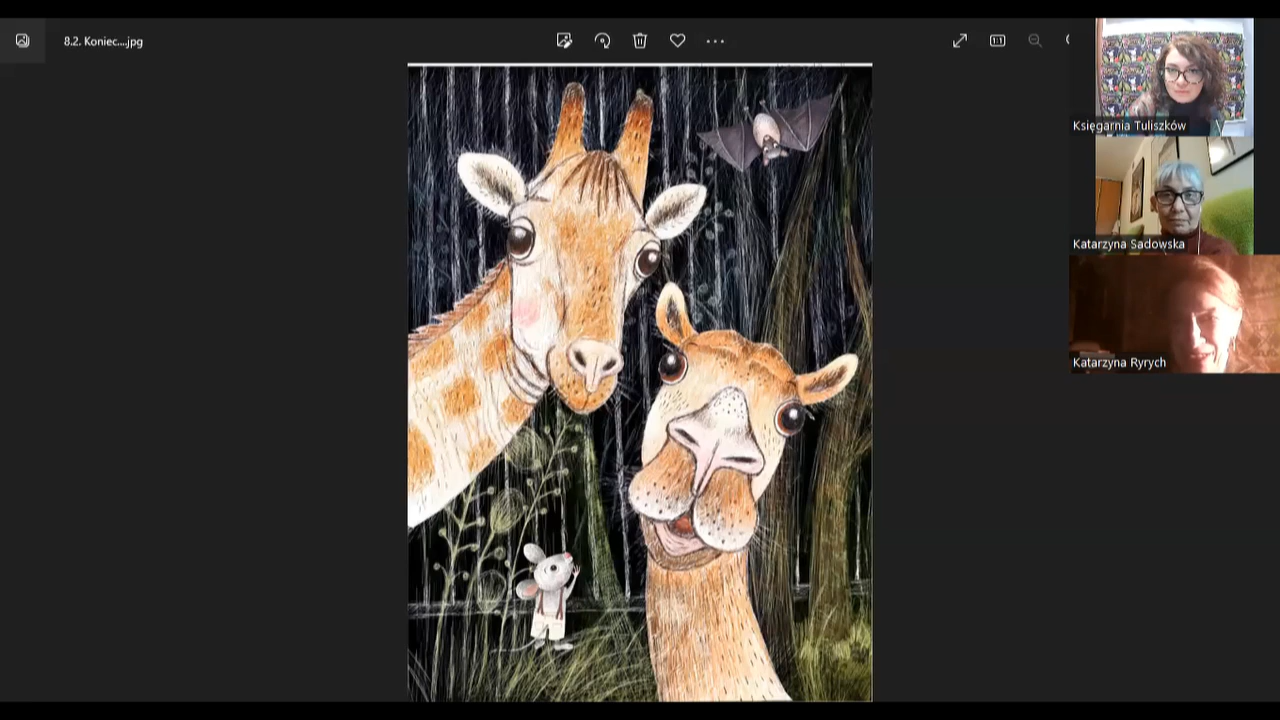 8.2. Koniec....jpg
Księgarnia Tuliszków
Katarzyna Sadowska
Katarzyna Ryrych